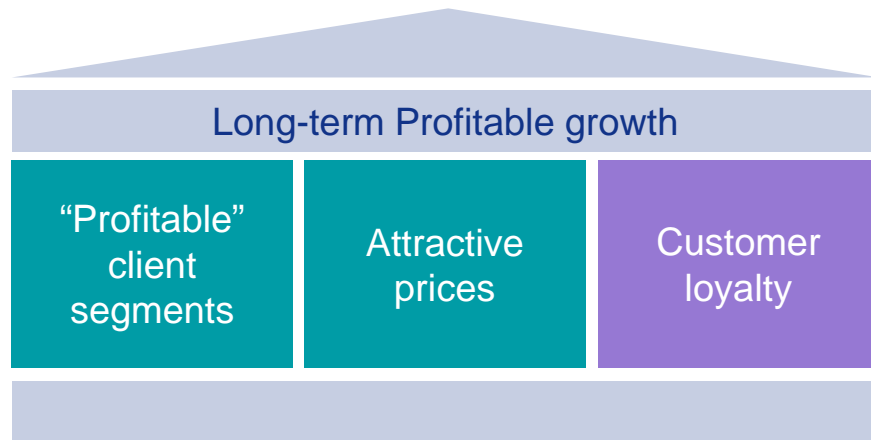 Long-term Profitable growth
“Profitable”
client
segments
Attractive
prices
Customer
loyalty